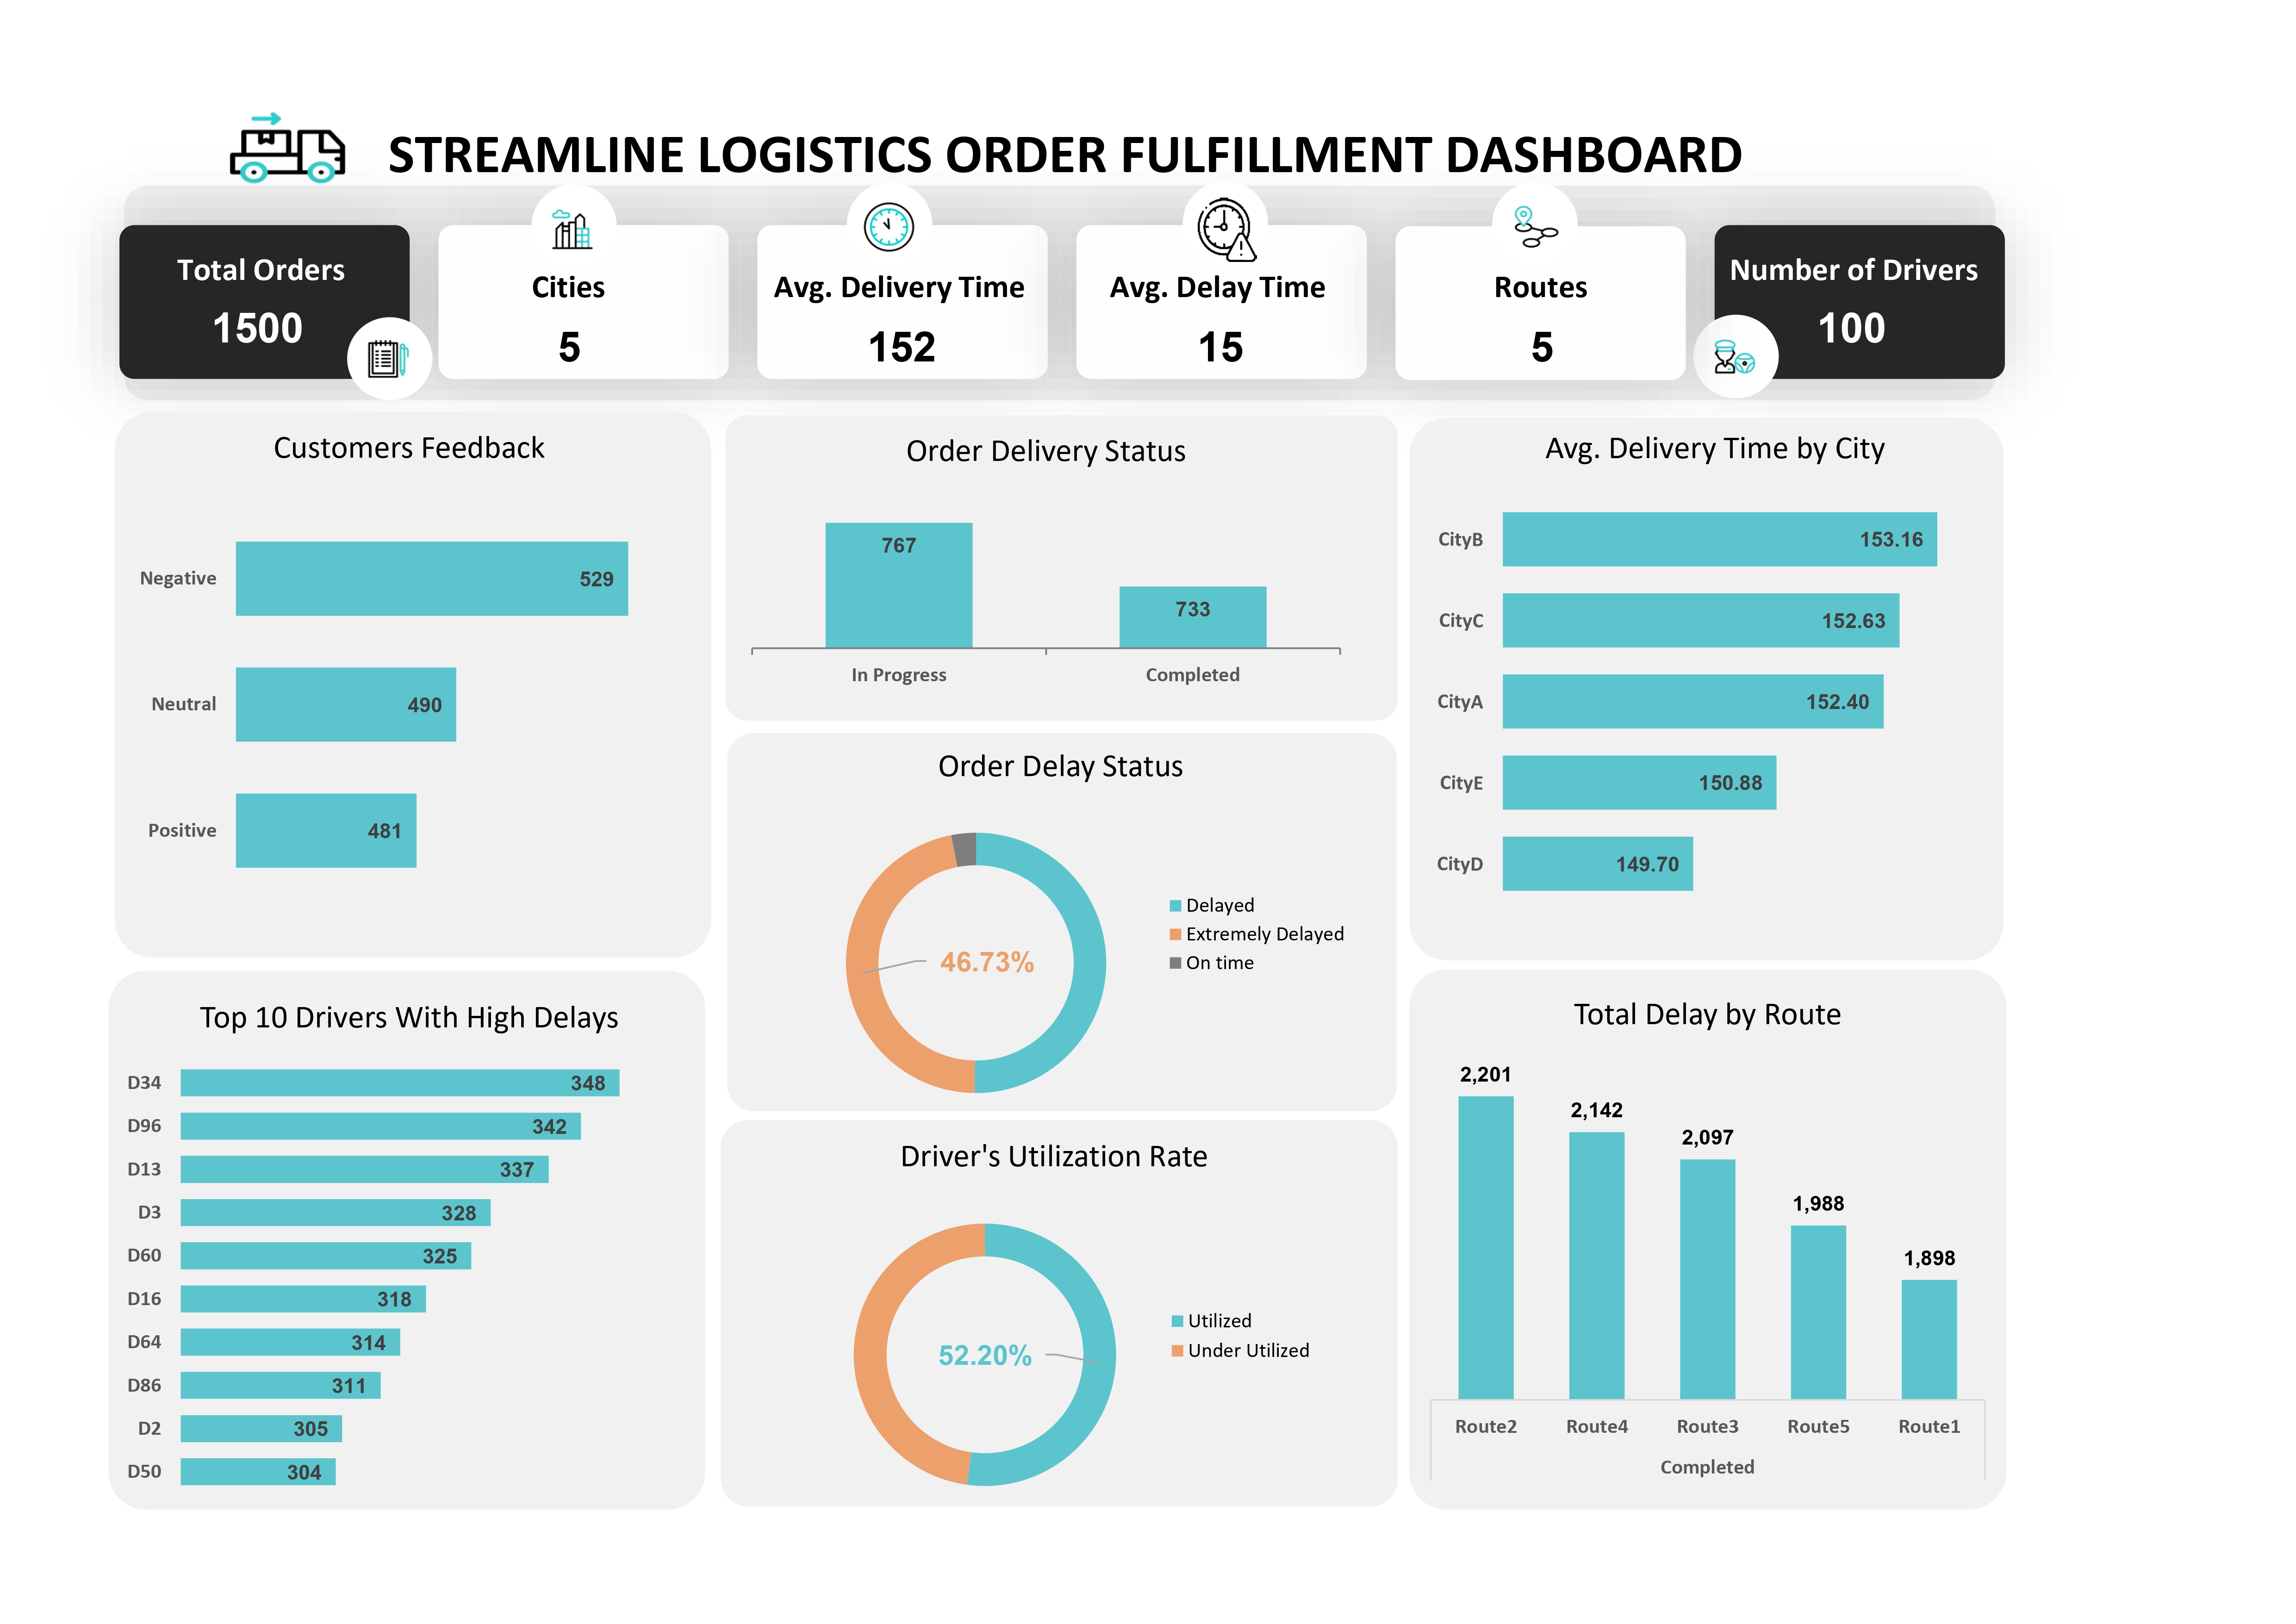 STREAMLINE LOGISTICS ORDER FULFILLMENT DASHBOARD
Total Orders
1500
Cities
5
Avg. Delivery Time
152
Avg. Delay Time
15
Routes
5
Number of Drivers
100
Customers Feedback
Negative 529
Neutral 490
Positive 481
Order Delivery Status
767 733
In Progress Completed
Avg. Delivery Time by City
CityB 153.16
CityC 152.63
CityA 152.40
CityE 150.88
CityD 149.70
Order Delay Status
46.73%
Delayed
Extremely Delayed
On time
Top 10 Drivers With High Delays
D34 348
D96 342
D13 337
D3 328
D60 325
D16 318
D64 314
D86 311
D2 305
D50 304
Driver's Utilization Rate
52.20%
Utilized
Under Utilized
Total Delay by Route
2,201 2,142 2,097 1,988 1,898
Route2 Route4 Route3 Route5 Route1
Completed